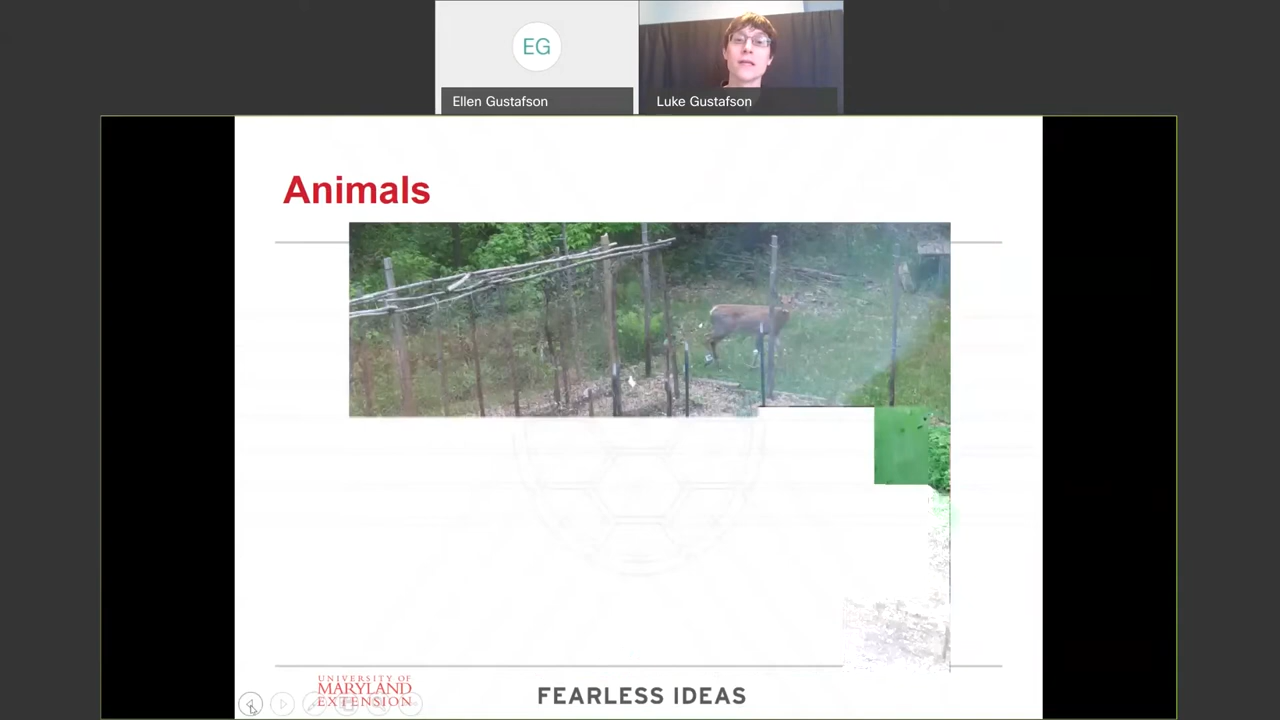 EG
Ellen Gustafson
Luke Gustafson
Animals
UNIVERSITY OF
MARYLAND
EXTENSION
FEARLESS IDEAS